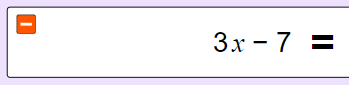 3x − 7 =